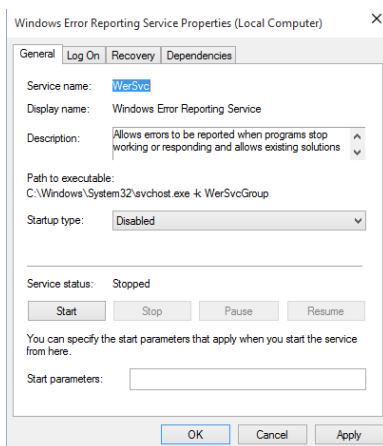 Windows Error Reporting Service Properties (Local Computer)
General Log On Recovery Dependencies
Service name: WerSvc
Display name: Windows Error Reporting Service
Description: Allows errors to be reported when programs stop
working or responding and allows existing solutions
Path to executable:
C:\Windows\System32\svchost.exe -k WerSvcGroup
Startup type: Disabled
Service status: Stopped
Start Stop Pause Resume
You can specify the start parameters that apply when you start the service
from here.
Start parameters:
OK Cancel Apply